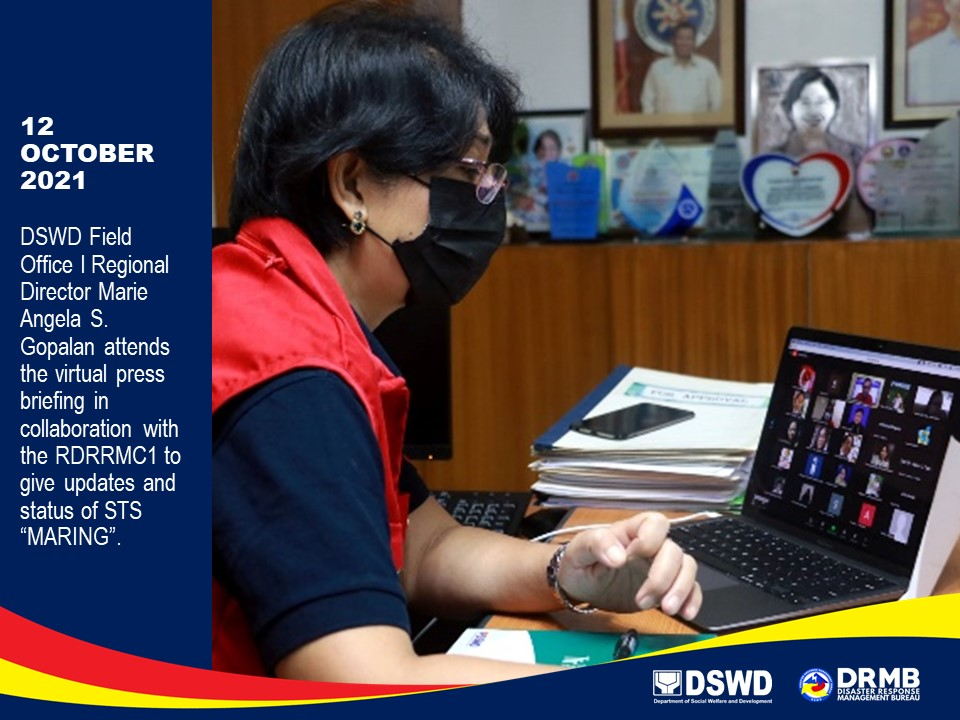 12
OCTOBER
2021
DSWD Field
Office I Regional
Director Marie
Angela S.
Gopalan attends
the virtual press
briefing in
collaboration with
the RDRRMC1 to
give updates and
status of STS
“MARING”.
FOR APPROVAL
DSWD
Department of Social Welfare and Development
DRMB
DISASTER RESPONSE
MANAGEMENT BUREAU